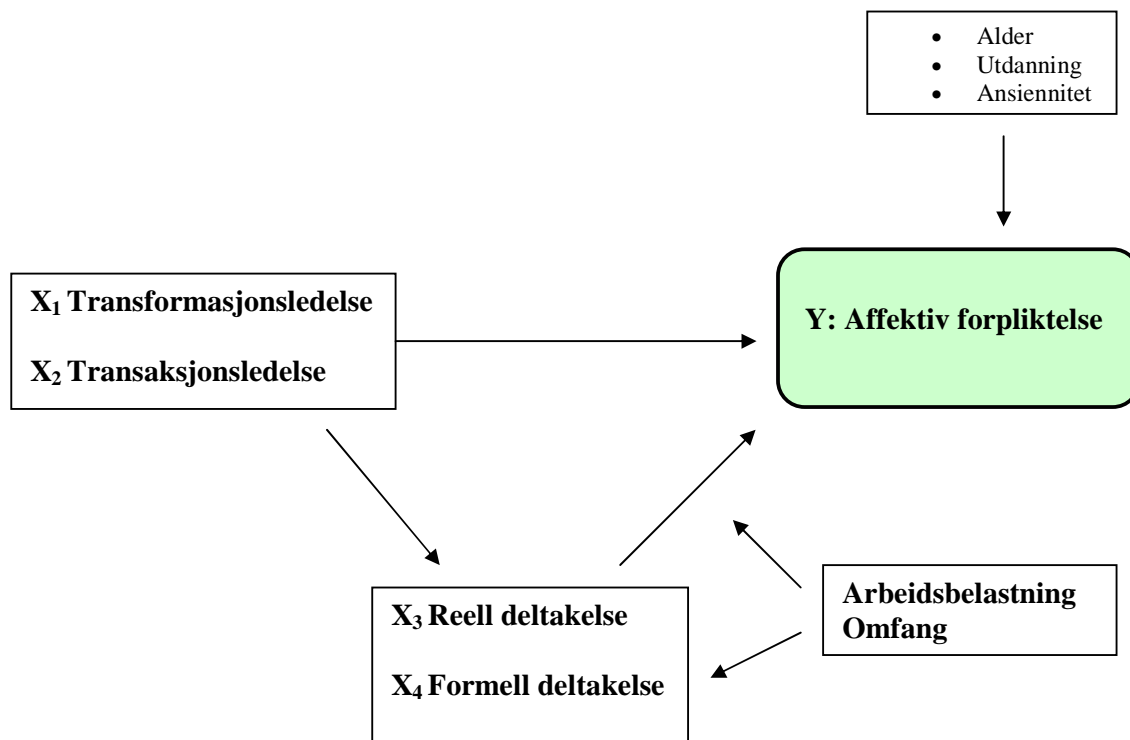 • Alder
• Utdanning
• Ansiennitet
X₁ Transformasjonsledelse
X₂ Transaksjonsledelse
Y: Affektiv forpliktelse
X₃ Reell deltakelse
X₄ Formell deltakelse
Arbeidsbelastning
Omfang